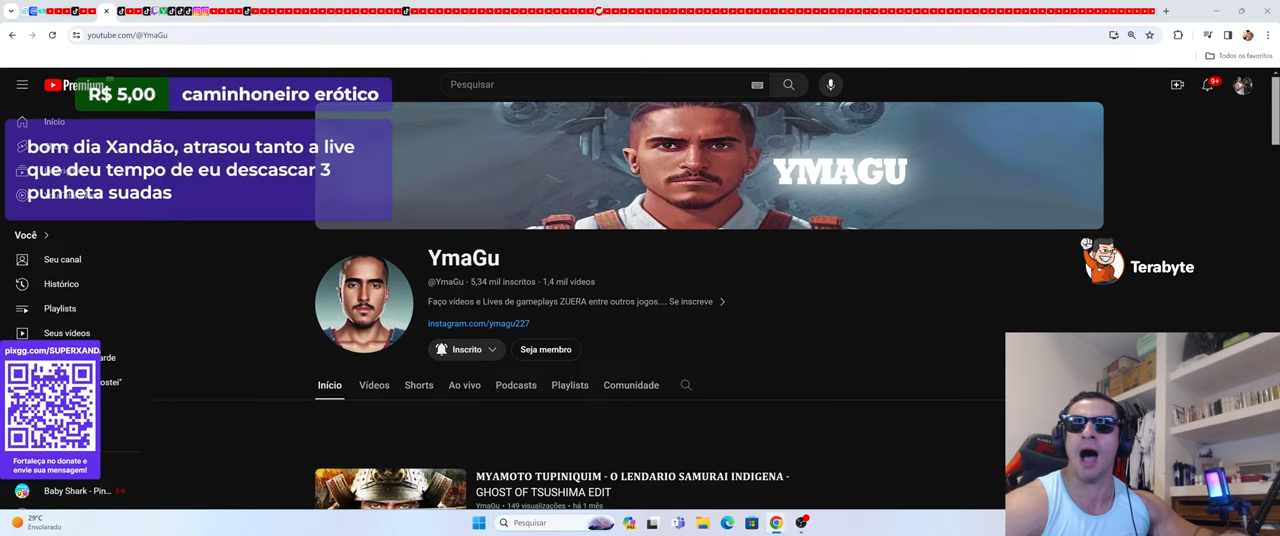 youtube.com/@YmaGu
Todos os favoritos
Premium
Pesquisar
9+
R$ 5,00
caminhoneiro erótico
Início
bom dia Xandão, atrasou tanto a live
que deu tempo de eu descascar 3
punheta suadas
YMAGU
Você
Seu canal
Histórico
Playlists
Seus vídeos
YmaGu
@YmaGu · 5,34 mil inscritos · 1,4 mil vídeos
Faço vídeos e Lives de gameplays ZUERA entre outros jogos.... Se inscreve
instagram.com/ymagu227
Inscrito
Seja membro
Terabyte
pixgg.com/SUPERXAND
Fortaleça no donate e
envie sua mensagem!
Início
Vídeos
Shorts
Ao vivo
Podcasts
Playlists
Comunidade
Baby Shark - Pin...
MYAMOTO TUPINIQUIM - O LENDARIO SAMURAI INDIGENA -
GHOST OF TSUSHIMA EDIT
YmaGu · 149 visualizações · há 1 mês
29°C
Ensolarado
Pesquisar